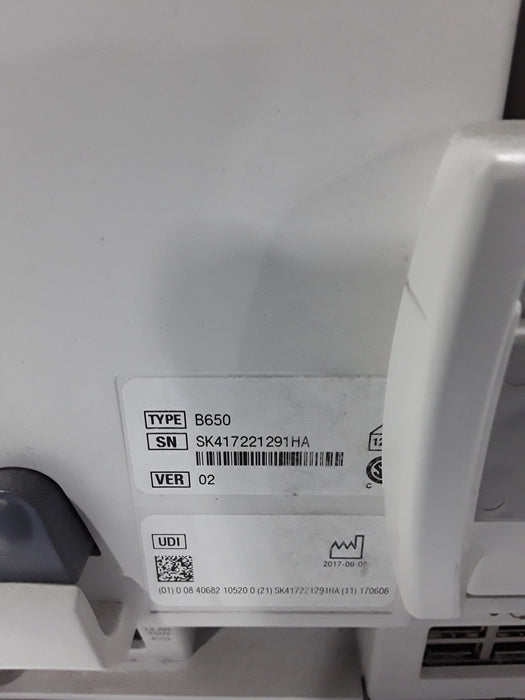 TYPE B650
SN SK417221291HA
VER 02
UDI
2017-06-06
(01) 0 08 40682 10520 0 (21) SK417221291HA (11) 170606